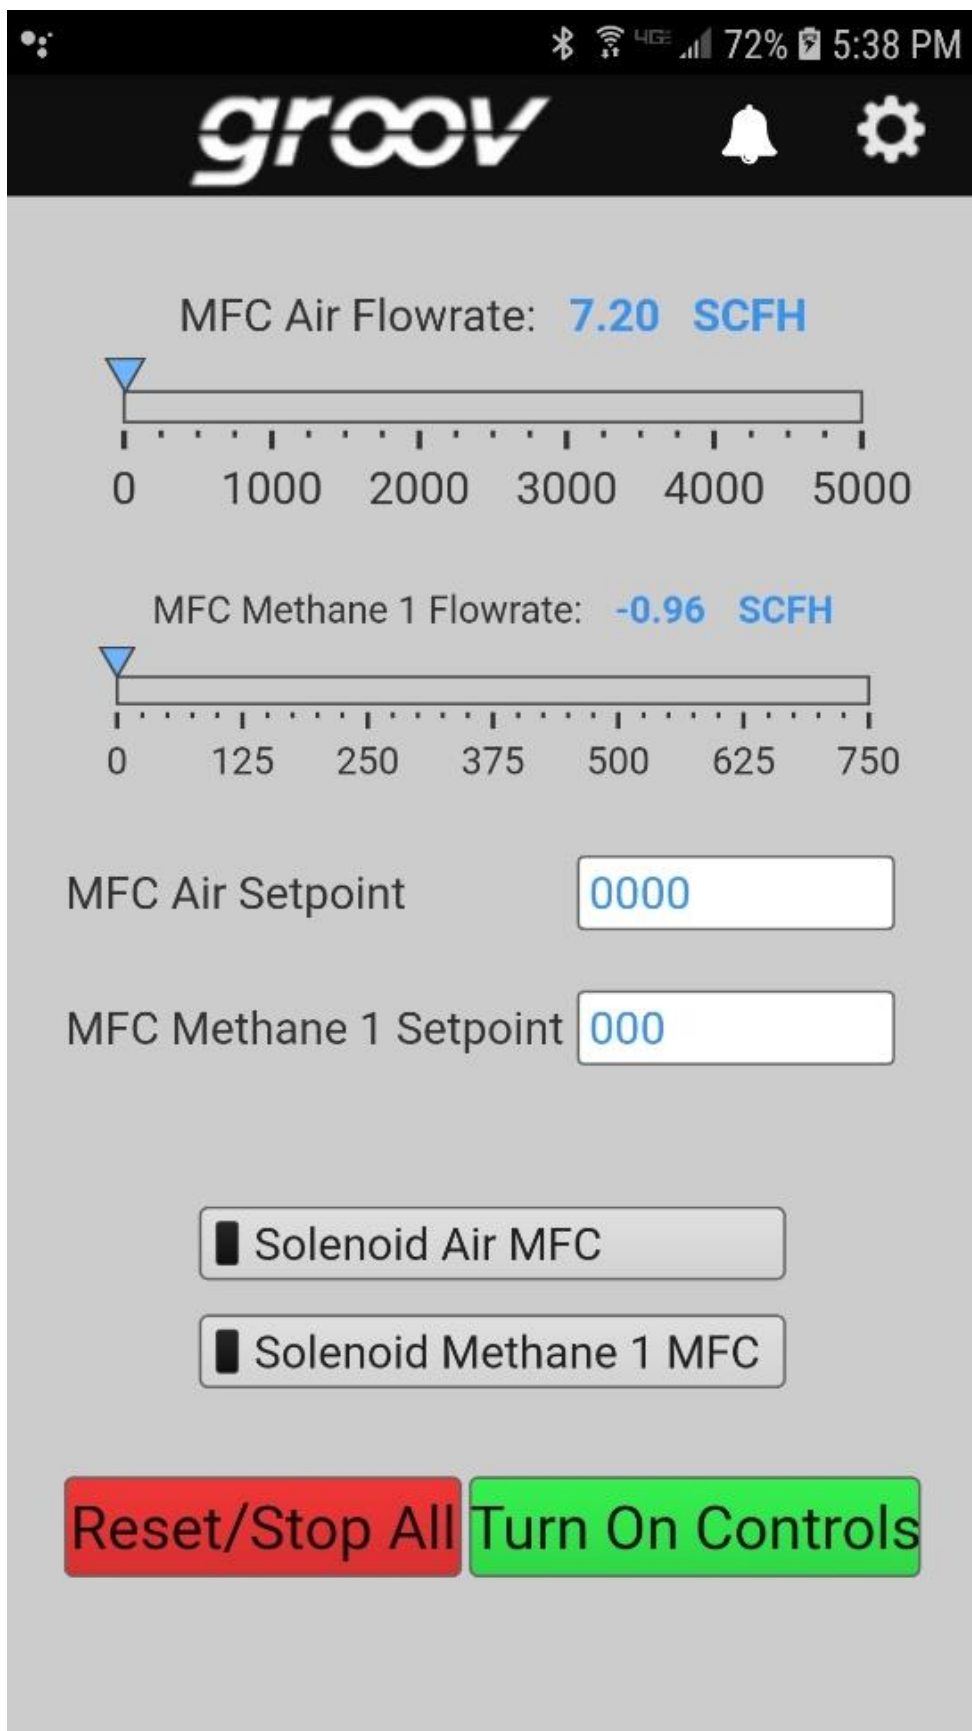 4GE 72% 5:38 PM
groov
MFC Air Flowrate: 7.20 SCFH
0 1000 2000 3000 4000 5000
MFC Methane 1 Flowrate: -0.96 SCFH
0 125 250 375 500 625 750
MFC Air Setpoint 0000
MFC Methane 1 Setpoint 000
Solenoid Air MFC
Solenoid Methane 1 MFC
Reset/Stop All Turn On Controls